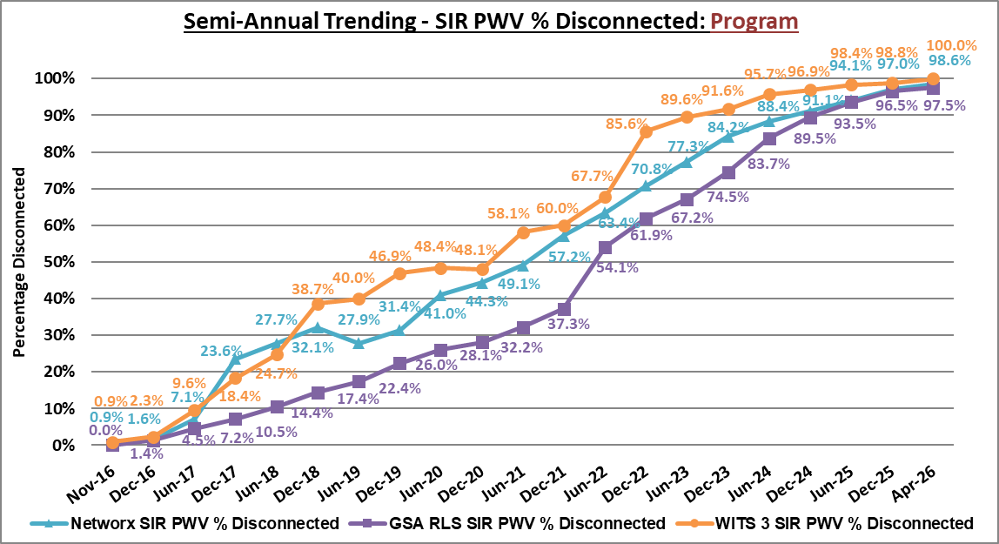 Semi-Annual Trending - SIR PWV % Disconnected: Program
Percentage Disconnected
100%
90%
80%
70%
60%
50%
40%
30%
20%
10%
0%
0.9% 2.3% 9.6% 18.4% 24.7% 38.7% 40.0% 46.9% 48.4% 48.1% 58.1% 60.0% 67.7% 85.6% 89.6% 91.6% 95.7% 96.9% 98.4% 98.8% 100.0%
0.9% 1.6% 7.1% 23.6% 27.7% 32.1% 27.9% 31.4% 41.0% 44.3% 49.1% 57.2% 63.4% 70.8% 77.3% 84.2% 88.4% 91.1% 94.1% 97.0% 98.6%
0.0% 1.4% 4.5% 7.2% 10.5% 14.4% 17.4% 22.4% 26.0% 28.1% 32.2% 37.3% 54.1% 61.9% 67.2% 74.5% 83.7% 89.5% 93.5% 96.5% 97.5%
Nov-16 Dec-16 Jun-17 Dec-17 Jun-18 Dec-18 Jun-19 Dec-19 Jun-20 Dec-20 Jun-21 Dec-21 Jun-22 Dec-22 Jun-23 Dec-23 Jun-24 Dec-24 Jun-25 Dec-25 Apr-26
Networx SIR PWV % Disconnected GSA RLS SIR PWV % Disconnected WITS 3 SIR PWV % Disconnected